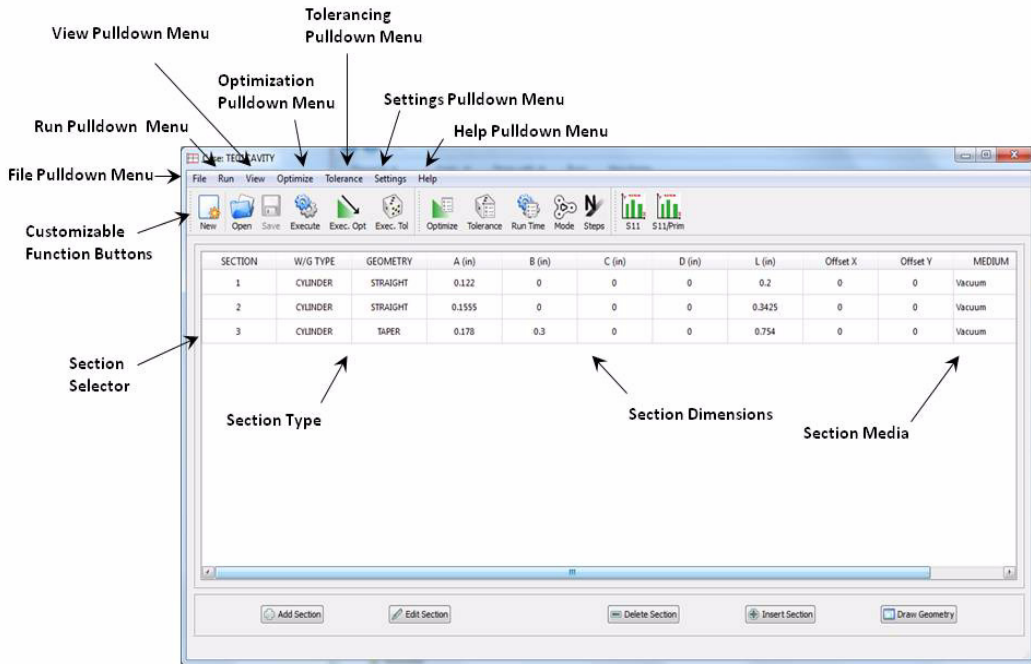 Tolerancing
Pulldown Menu
View Pulldown Menu
Optimization
Pulldown Menu
Settings Pulldown Menu
Run Pulldown Menu
Help Pulldown Menu
File Pulldown Menu
Customizable
Function Buttons
Section
Selector
Section Type
Section Dimensions
Section Media
CAVITY
File Run View Optimize Tolerance Settings Help
New Open Save Execute Exec. Opt Exec. Tol Optimize Tolerance Run Time Mode Steps S11 S11/Prim
SECTION W/G TYPE GEOMETRY A (in) B (in) C (in) D (in) L (in) Offset X Offset Y MEDIUM
1 CYLINDER STRAIGHT 0.122 0 0 0 0.2 0 0 Vacuum
2 CYLINDER STRAIGHT 0.1555 0 0 0 0.3425 0 0 Vacuum
3 CYLINDER TAPER 0.178 0.3 0 0 0.754 0 0 Vacuum
Add Section Edit Section Delete Section Insert Section Draw Geometry